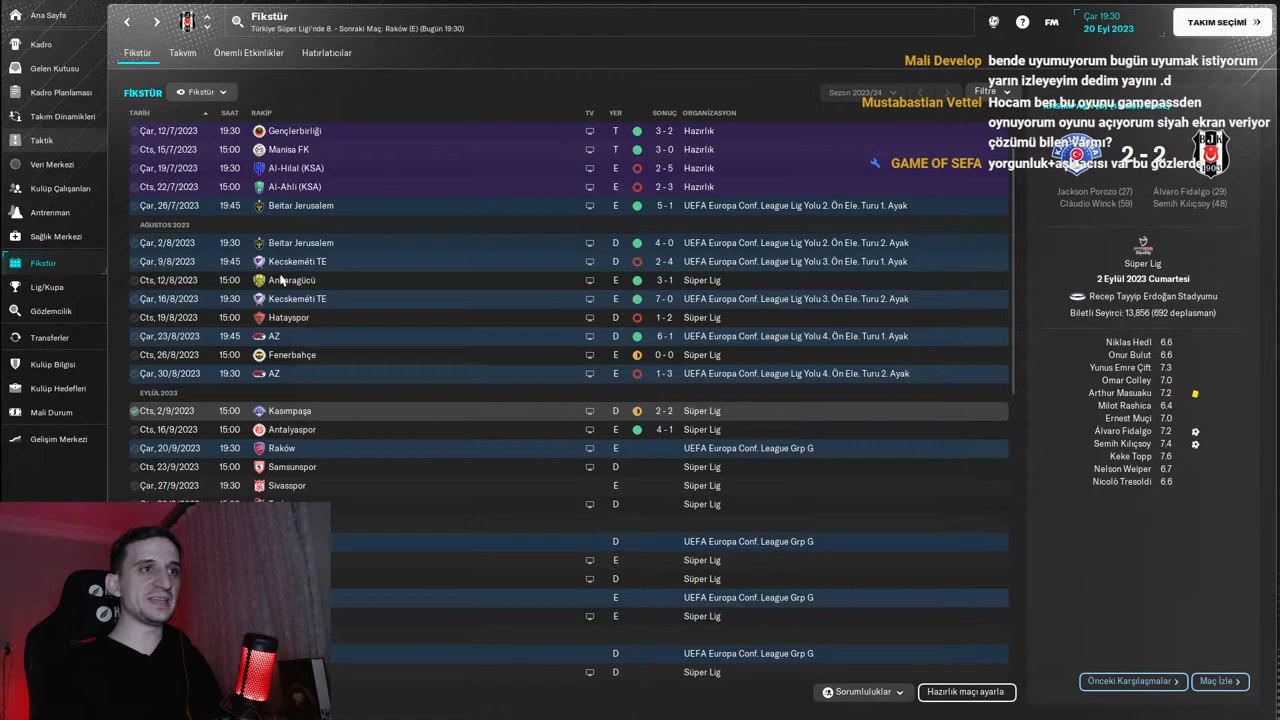 Ana Sayfa
Kadro
Gelen Kutusu
Kadro Planlaması
Takım Dinamikleri
Taktik
Veri Merkezi
Kulüp Çalışanları
Antrenman
Sağlık Merkezi
Fikstür
Lig/Kupa
Gözlemcilik
Transferler
Kulüp Bilgisi
Kulüp Hedefleri
Mali Durum
Gelişim Merkezi
Fikstür
Türkiye Süper Ligi'nde 8. - Sonraki Maç: Raków (E) (Bugün 19:30)
FM
Çar 19:30
20 Eyl 2023
TAKIM SEÇİMİ
Fikstür Takvim Önemli Etkinlikler Hatırlatıcılar
Mali Develop bende uyumuyorum bugün uyumak istiyorum
yarın izleyeyim dedim yayını .d
Mustabastian Vettel Hocam ben bu oyunu gamepassden
oynuyorum oyunu açıyorum siyah ekran veriyor
çözümü bilen varmı?
GAME OF SEFA
FİKSTÜR Fikstür Sezon 2023/24 Filtre
TARİH SAAT RAKİP TV YER SONUÇ ORGANİZASYON
Çar, 12/7/2023 19:30 Gençlerbirliği T 3-2 Hazırlık
Cts, 15/7/2023 15:00 Manisa FK T 3-0 Hazırlık
Çar, 19/7/2023 19:30 Al-Hilal (KSA) E 2-5 Hazırlık
Cts, 22/7/2023 15:00 Al-Ahli (KSA) E 2-3 Hazırlık
Çar, 26/7/2023 19:45 Beitar Jerusalem E 5-1 UEFA Europa Conf. League Lig Yolu 2. Ön Ele. Turu 1. Ayak
AĞUSTOS 2023
Çar, 2/8/2023 19:30 Beitar Jerusalem D 4-0 UEFA Europa Conf. League Lig Yolu 2. Ön Ele. Turu 2. Ayak
Çar, 9/8/2023 19:45 Kecskeméti TE D 2-4 UEFA Europa Conf. League Lig Yolu 3. Ön Ele. Turu 1. Ayak
Cts, 12/8/2023 15:00 Ankaragücü E 3-1 Süper Lig
Çar, 16/8/2023 19:30 Kecskeméti TE E 7-0 UEFA Europa Conf. League Lig Yolu 3. Ön Ele. Turu 2. Ayak
Cts, 19/8/2023 15:00 Hatayspor D 1-2 Süper Lig
Çar, 23/8/2023 19:45 AZ D 6-1 UEFA Europa Conf. League Lig Yolu 4. Ön Ele. Turu 1. Ayak
Cts, 26/8/2023 15:00 Fenerbahçe E 0-0 Süper Lig
Çar, 30/8/2023 19:30 AZ E 1-3 UEFA Europa Conf. League Lig Yolu 4. Ön Ele. Turu 2. Ayak
EYLÜL 2023
Cts, 2/9/2023 15:00 Kasımpaşa D 2-2 Süper Lig
Cts, 16/9/2023 15:00 Antalyaspor E 4-1 Süper Lig
Çar, 20/9/2023 19:30 Raków E UEFA Europa Conf. League Grp G
Cts, 23/9/2023 15:00 Samsunspor D Süper Lig
Çar, 27/9/2023 19:30 Sivasspor E Süper Lig
D Süper Lig
D UEFA Europa Conf. League Grp G
E Süper Lig
D Süper Lig
E UEFA Europa Conf. League Grp G
E Süper Lig
D UEFA Europa Conf. League Grp G
D Süper Lig
2 - 2
Jackson Porozo (27)
Cláudio Winck (59)
Álvaro Fidalgo (29)
Semih Kılıçsoy (48)
Süper Lig
2 Eylül 2023 Cumartesi
Recep Tayyip Erdoğan Stadyumu
Biletli Seyirci: 13,856 (692 deplasman)
Niklas Hedl 6.6
Onur Bulut 6.6
Yunus Emre Çift 7.3
Omar Colley 7.0
Arthur Masuaku 7.2
Milot Rashica 6.4
Ernest Muçi 7.0
Álvaro Fidalgo 7.2
Semih Kılıçsoy 7.4
Keke Topp 7.6
Nelson Weiper 6.7
Nicolò Tresoldi 6.6
Önceki Karşılaşmalar
Maç İzle
Sorumluluklar
Hazırlık maçı ayarla